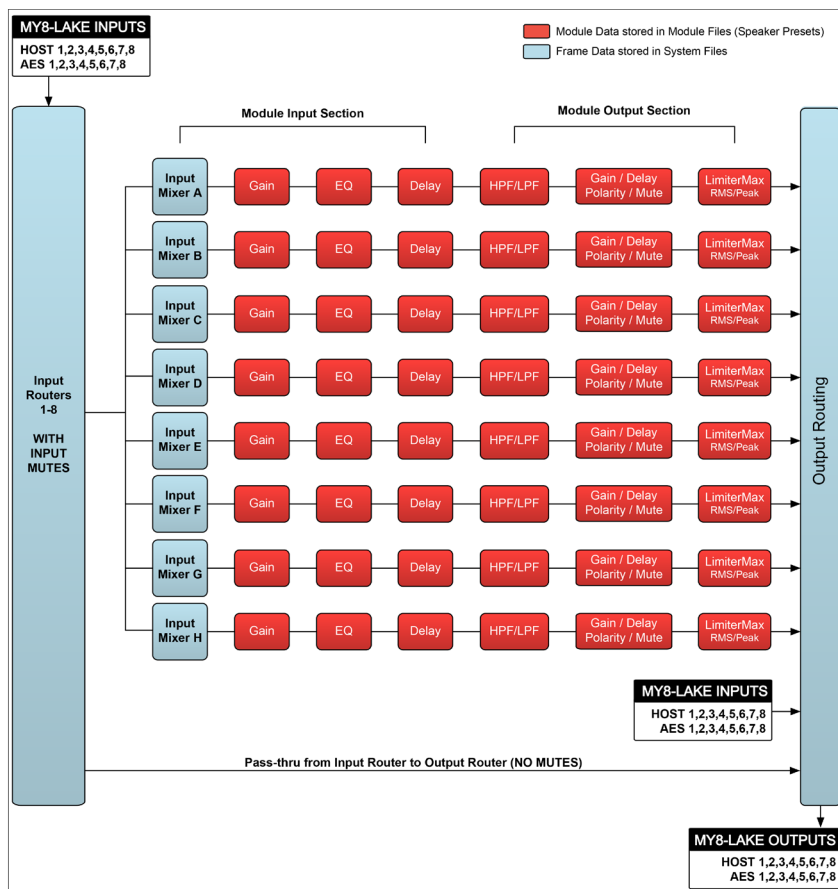 MY8-LAKE INPUTS
HOST 1,2,3,4,5,6,7,8
AES 1,2,3,4,5,6,7,8
Module Data stored in Module Files (Speaker Presets)
Frame Data stored in System Files
Module Input Section
Module Output Section
Input
Routers
1-8
WITH
INPUT
MUTES
Input
Mixer A
Gain
EQ
Delay
HPF/LPF
Gain / Delay
Polarity / Mute
LimiterMax
RMS/Peak
Input
Mixer B
Gain
EQ
Delay
HPF/LPF
Gain / Delay
Polarity / Mute
LimiterMax
RMS/Peak
Input
Mixer C
Gain
EQ
Delay
HPF/LPF
Gain / Delay
Polarity / Mute
LimiterMax
RMS/Peak
Input
Mixer D
Gain
EQ
Delay
HPF/LPF
Gain / Delay
Polarity / Mute
LimiterMax
RMS/Peak
Input
Mixer E
Gain
EQ
Delay
HPF/LPF
Gain / Delay
Polarity / Mute
LimiterMax
RMS/Peak
Input
Mixer F
Gain
EQ
Delay
HPF/LPF
Gain / Delay
Polarity / Mute
LimiterMax
RMS/Peak
Input
Mixer G
Gain
EQ
Delay
HPF/LPF
Gain / Delay
Polarity / Mute
LimiterMax
RMS/Peak
Input
Mixer H
Gain
EQ
Delay
HPF/LPF
Gain / Delay
Polarity / Mute
LimiterMax
RMS/Peak
Output Routing
MY8-LAKE INPUTS
HOST 1,2,3,4,5,6,7,8
AES 1,2,3,4,5,6,7,8
Pass-thru from Input Router to Output Router (NO MUTES)
MY8-LAKE OUTPUTS
HOST 1,2,3,4,5,6,7,8
AES 1,2,3,4,5,6,7,8